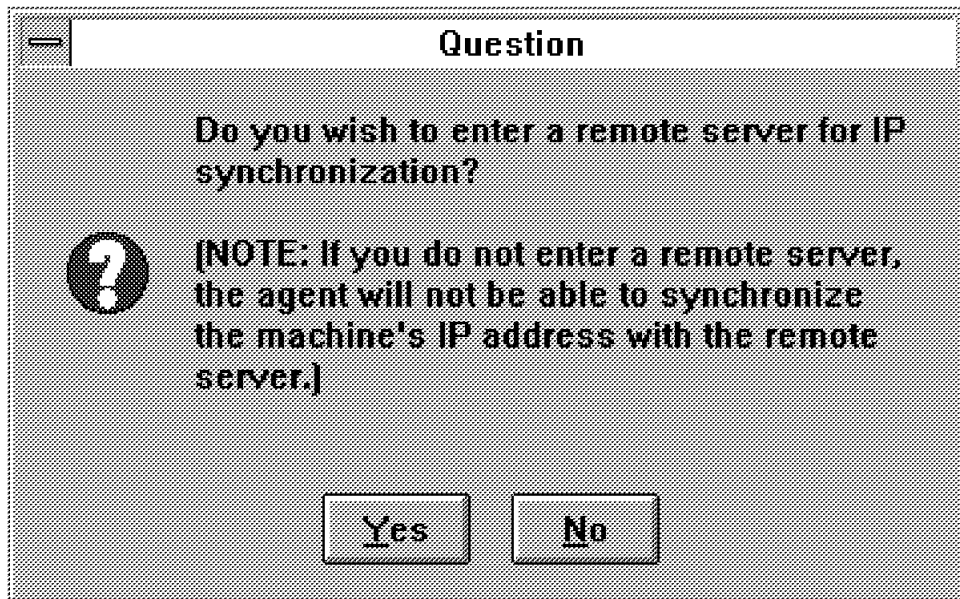 Question
Do you wish to enter a remote server for IP
synchronization?
(NOTE: If you do not enter a remote server,
the agent will not be able to synchronize
the machine's IP address with the remote
server.)
Yes No